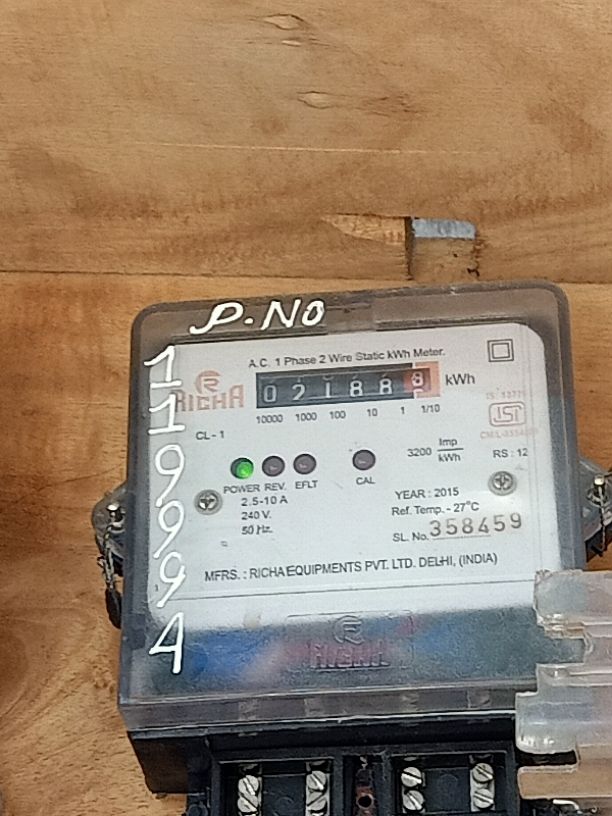 P.NO
119994
A.C. 1 Phase 2 Wire Static kWh Meter.
RICHA
02188 8 kWh
10000 1000 100 10 1 1/10
CL-1
3200 Imp/kWh
RS : 12
POWER REV. EFLT CAL
2.5-10 A
240 V.
50 Hz.
YEAR : 2015
Ref. Temp. - 27°C
SL. No. 358459
MFRS. : RICHA EQUIPMENTS PVT. LTD. DELHI, (INDIA)
RICHA